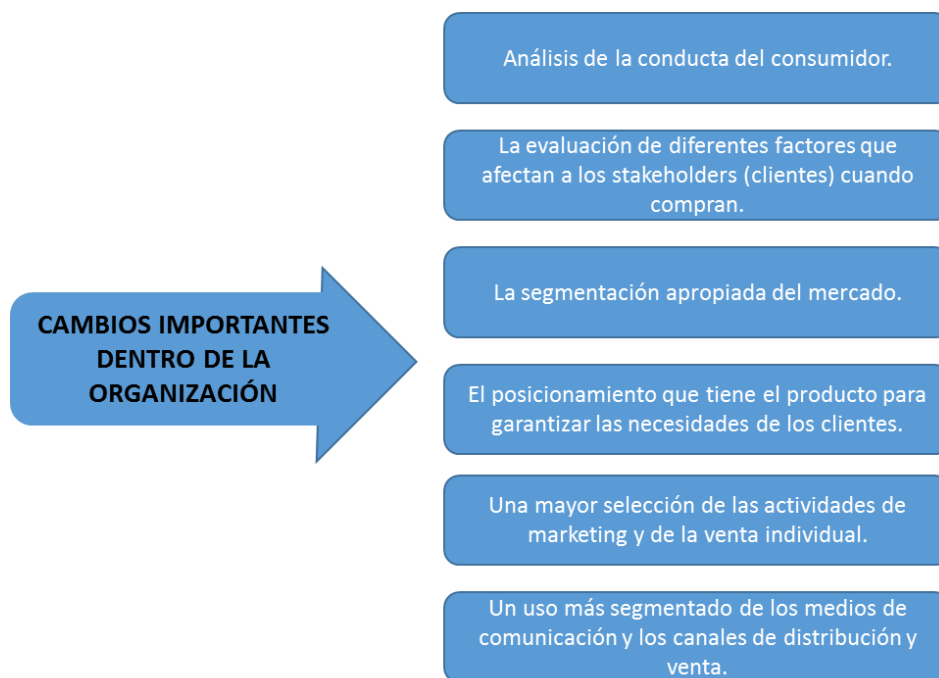 Análisis de la conducta del consumidor.
La evaluación de diferentes factores que
afectan a los stakeholders (clientes) cuando
compran.
La segmentación apropiada del mercado.
CAMBIOS IMPORTANTES
DENTRO DE LA
ORGANIZACIÓN
El posicionamiento que tiene el producto para
garantizar las necesidades de los clientes.
Una mayor selección de las actividades de
marketing y de la venta individual.
Un uso más segmentado de los medios de
comunicación y los canales de distribución y
venta.